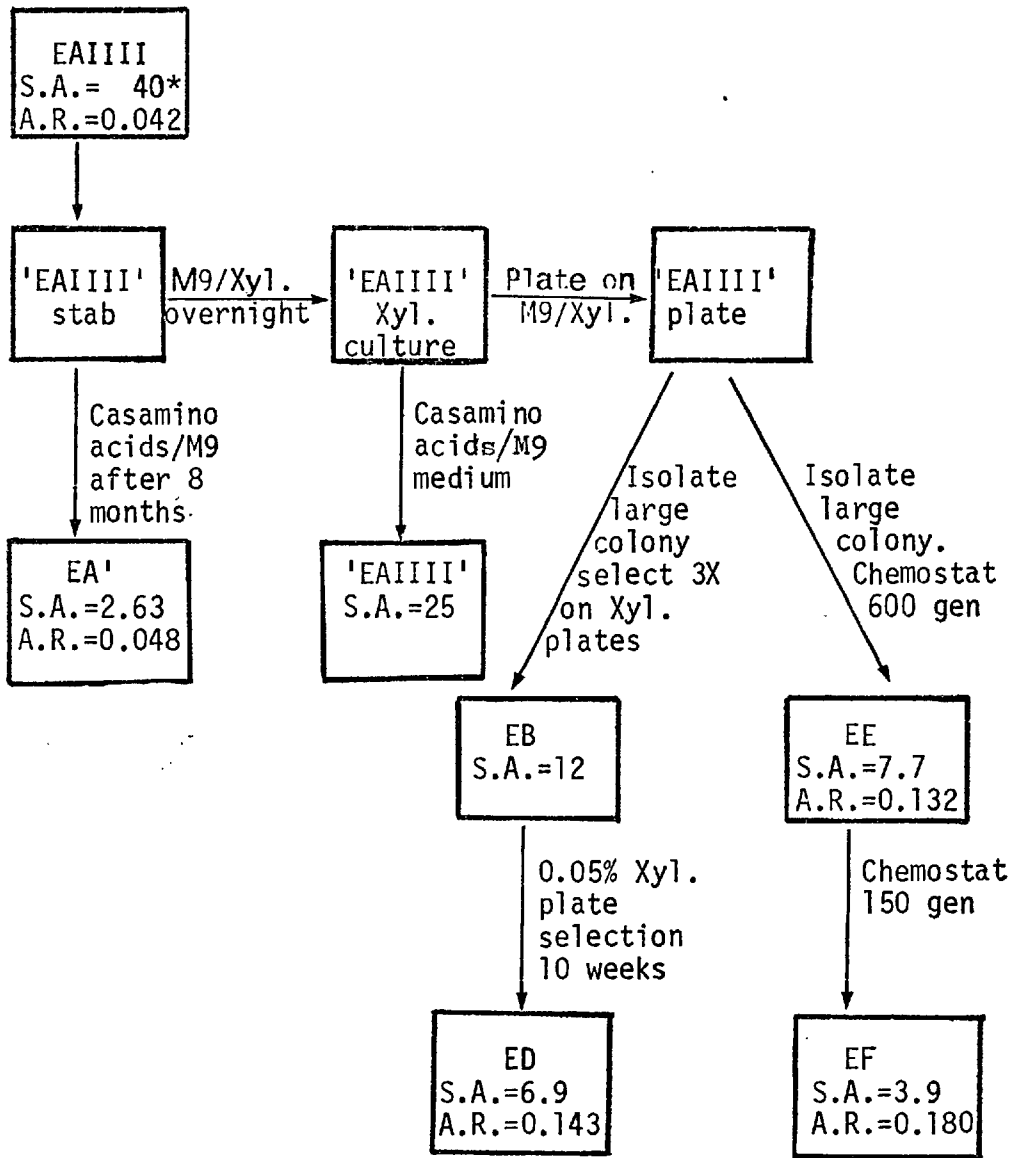 EAIIII
S.A.= 40*
A.R.=0.042
'EAIIII'
stab
M9/Xyl.
overnight
'EAIIII'
Xyl.
culture
Plate on
M9/Xyl.
'EAIIII'
plate
Casamino
acids/M9
after 8
months.
Casamino
acids/M9
medium
Isolate
large
colony
select 3X
on Xyl.
plates
Isolate
large
colony.
Chemostat
600 gen
EA'
S.A.=2.63
A.R.=0.048
'EAIIII'
S.A.=25
EB
S.A.=12
EE
S.A.=7.7
A.R.=0.132
0.05% Xyl.
plate
selection
10 weeks
Chemostat
150 gen
ED
S.A.=6.9
A.R.=0.143
EF
S.A.=3.9
A.R.=0.180